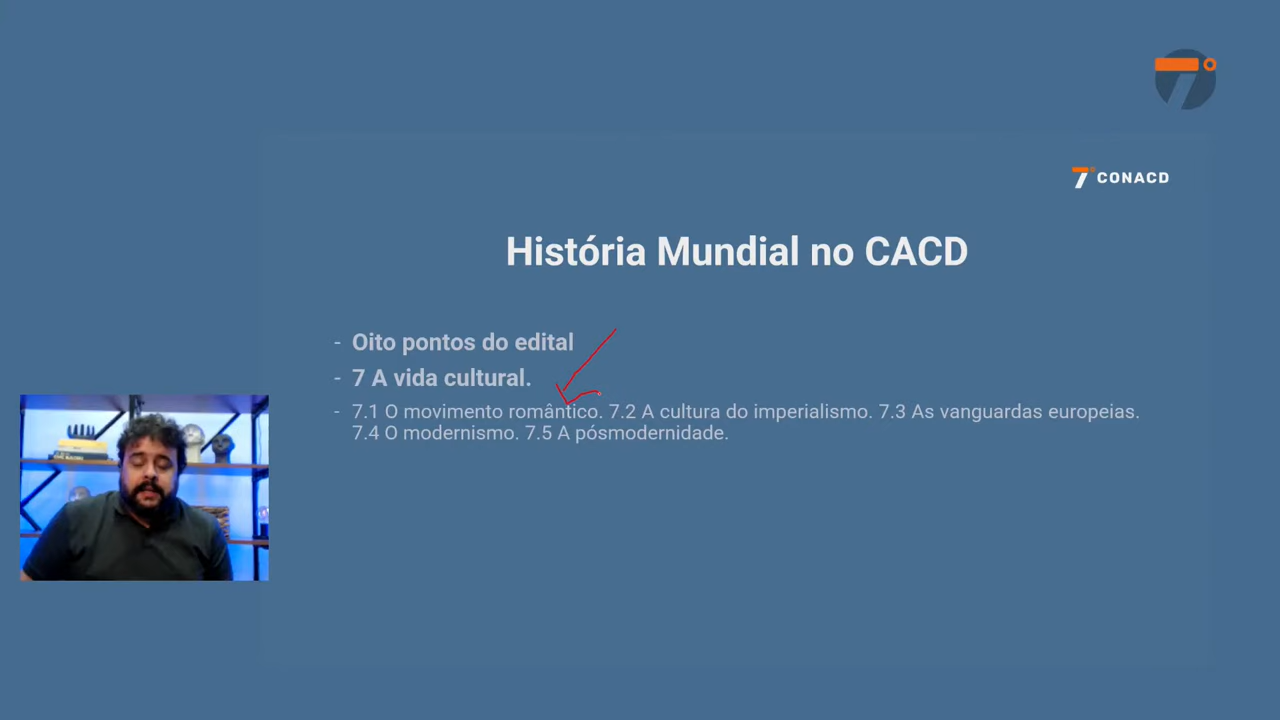 CONACD
História Mundial no CACD
- Oito pontos do edital
- 7 A vida cultural.
- 7.1 O movimento romântico. 7.2 A cultura do imperialismo. 7.3 As vanguardas europeias.
7.4 O modernismo. 7.5 A pósmodernidade.